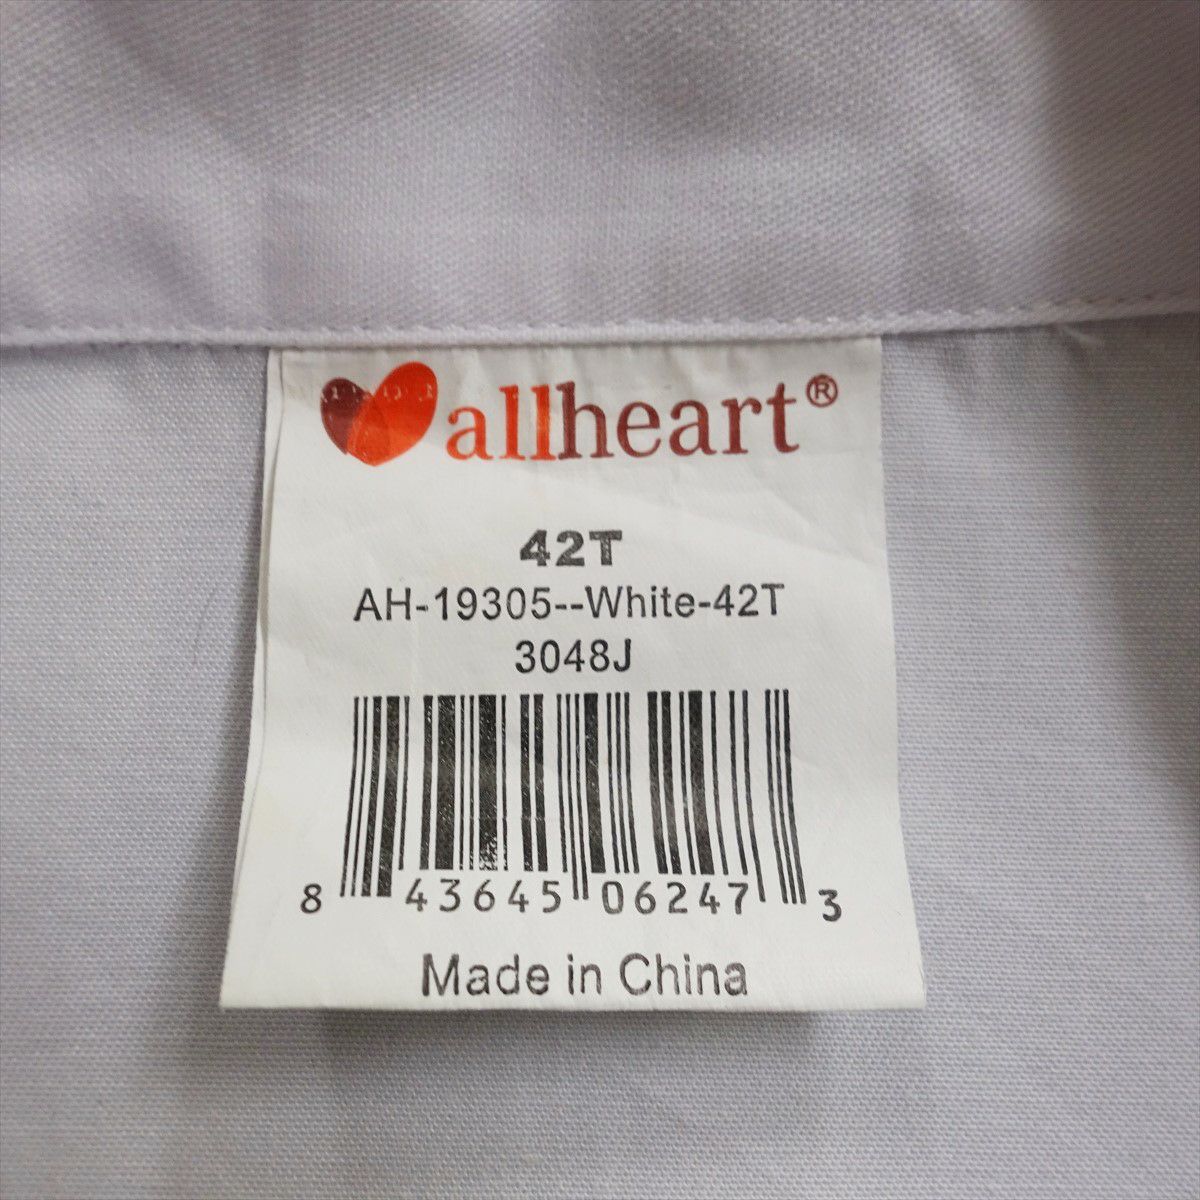 allheart®
42T
AH-19305--White-42T
3048J
8 43645 06247 3
Made in China